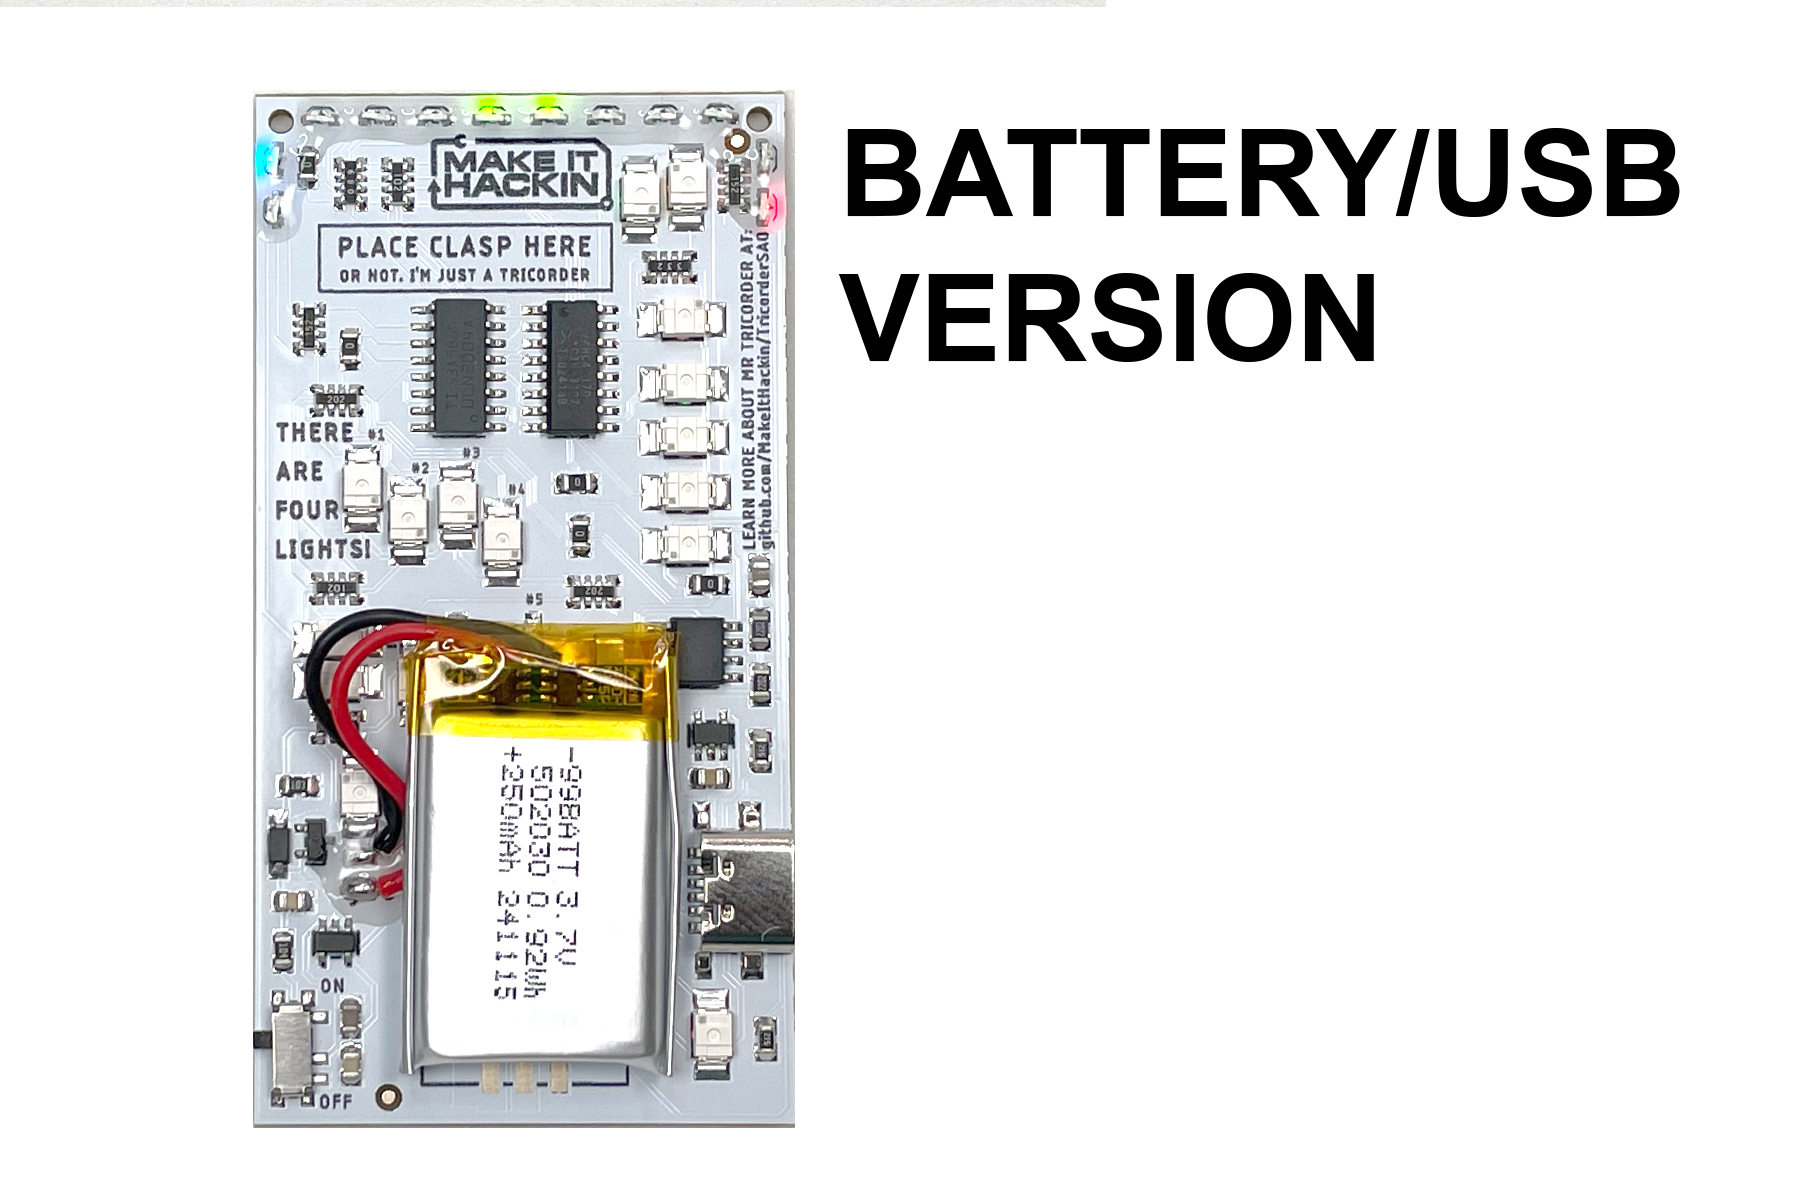 BATTERY/USB
VERSION
MAKE IT
HACKIN
PLACE CLASP HERE
OR NOT. I'M JUST A TRICORDER
LEARN MORE ABOUT MR TRICORDER AT:
github.com/MakeItHackin/TricorderSAO
202
THERE #1
ARE #2 #3
FOUR #4
LIGHTS!
#5
-99BATT 3.7V
502030 0.92Wh
+250mAh 241115
ON
OFF